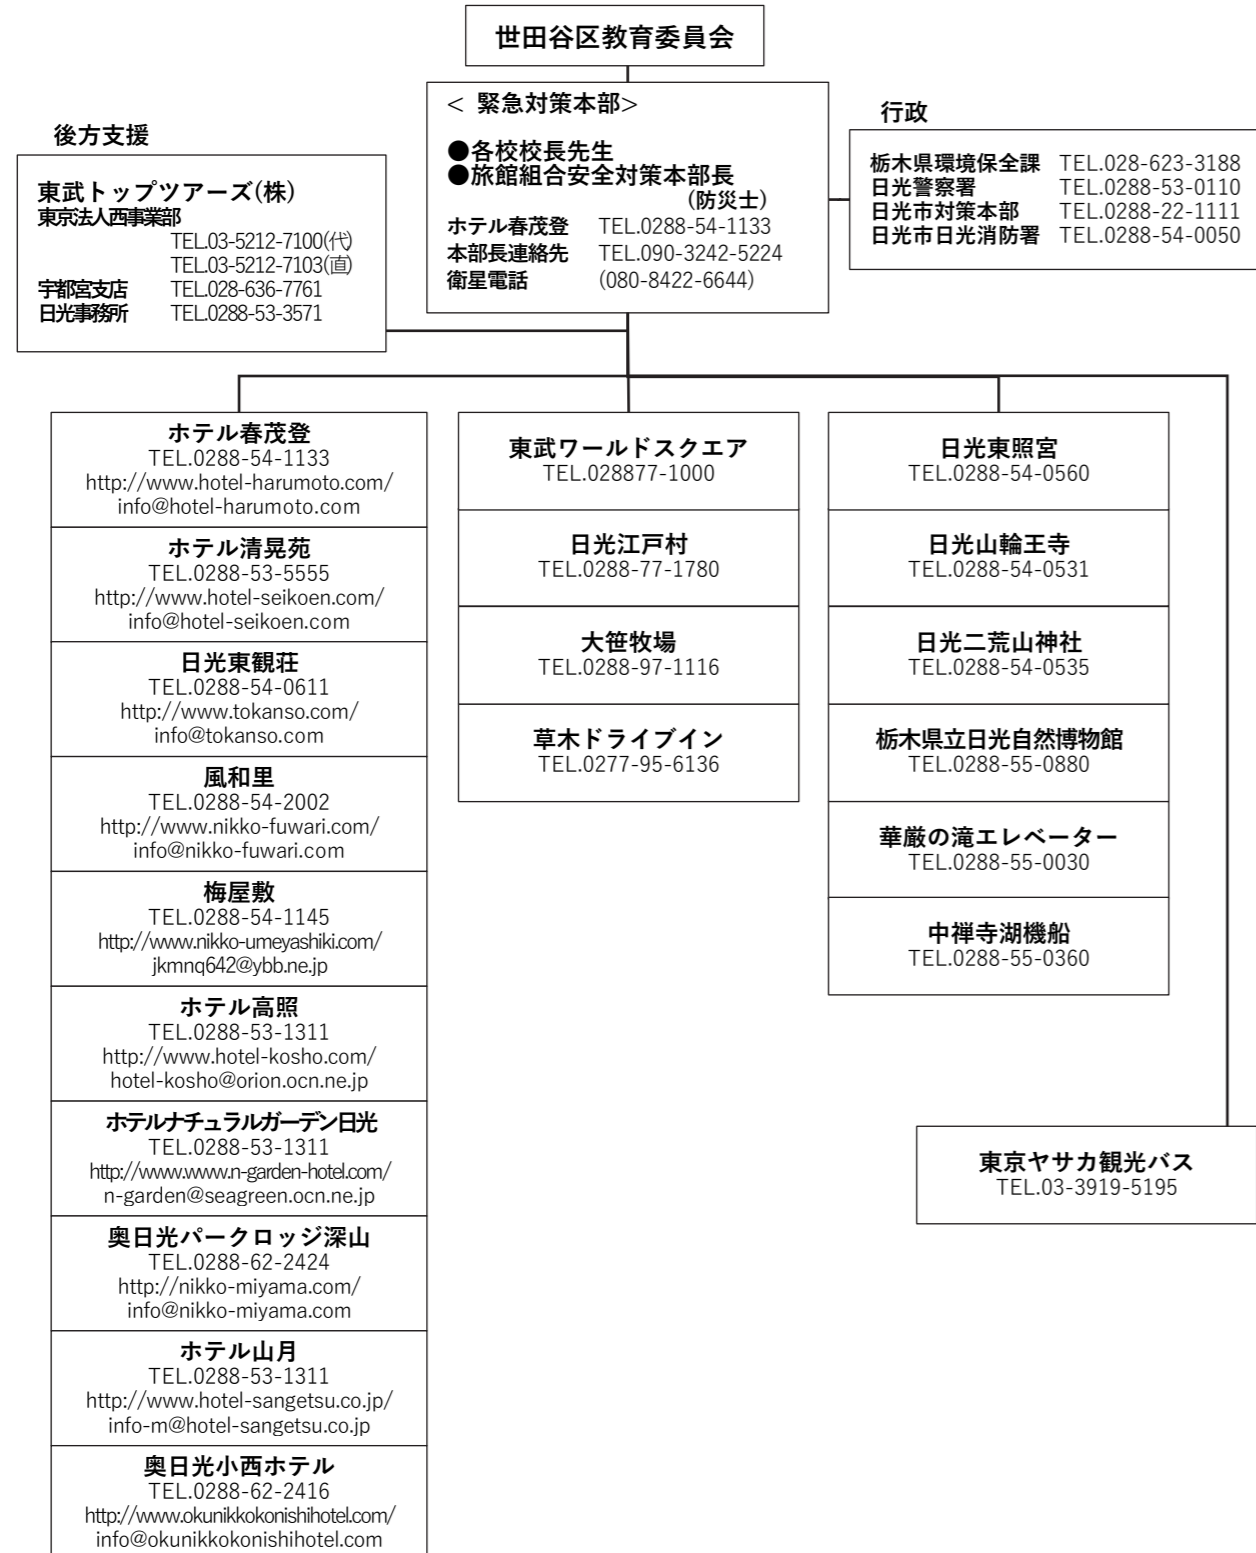 世田谷区教育委員会
< 緊急対策本部>
●各校校長先生
●旅館組合安全対策本部長
(防災士)
ホテル春茂登 TEL.0288-54-1133
本部長連絡先 TEL.090-3242-5224
衛星電話 (080-8422-6644)
後方支援
東武トップツアーズ(株)
東京法人西事業部
TEL.03-5212-7100(代)
TEL.03-5212-7103(直)
宇都宮支店 TEL.028-636-7761
日光事務所 TEL.0288-53-3571
行政
栃木県環境保全課 TEL.028-623-3188
日光警察署 TEL.0288-53-0110
日光市対策本部 TEL.0288-22-1111
日光市日光消防署 TEL.0288-54-0050
ホテル春茂登
TEL.0288-54-1133
http://www.hotel-harumoto.com/
info@hotel-harumoto.com
ホテル清晃苑
TEL.0288-53-5555
http://www.hotel-seikoen.com/
info@hotel-seikoen.com
日光東観荘
TEL.0288-54-0611
http://www.tokanso.com/
info@tokanso.com
風和里
TEL.0288-54-2002
http://www.nikko-fuwari.com/
info@nikko-fuwari.com
梅屋敷
TEL.0288-54-1145
http://www.nikko-umeyashiki.com/
jkmnq642@ybb.ne.jp
ホテル高照
TEL.0288-53-1311
http://www.hotel-kosho.com/
hotel-kosho@orion.ocn.ne.jp
ホテルナチュラルガーデン日光
TEL.0288-53-1311
http://www.www.n-garden-hotel.com/
n-garden@seagreen.ocn.ne.jp
奥日光パークロッジ深山
TEL.0288-62-2424
http://nikko-miyama.com/
info@nikko-miyama.com
ホテル山月
TEL.0288-53-1311
http://www.hotel-sangetsu.co.jp/
info-m@hotel-sangetsu.co.jp
奥日光小西ホテル
TEL.0288-62-2416
http://www.okunikkokonishihotel.com/
info@okunikkokonishihotel.com
東武ワールドスクエア
TEL.028877-1000
日光江戸村
TEL.0288-77-1780
大笹牧場
TEL.0288-97-1116
草木ドライブイン
TEL.0277-95-6136
日光東照宮
TEL.0288-54-0560
日光山輪王寺
TEL.0288-54-0531
日光二荒山神社
TEL.0288-54-0535
栃木県立日光自然博物館
TEL.0288-55-0880
華厳の滝エレベーター
TEL.0288-55-0030
中禅寺湖機船
TEL.0288-55-0360
東京ヤサカ観光バス
TEL.03-3919-5195